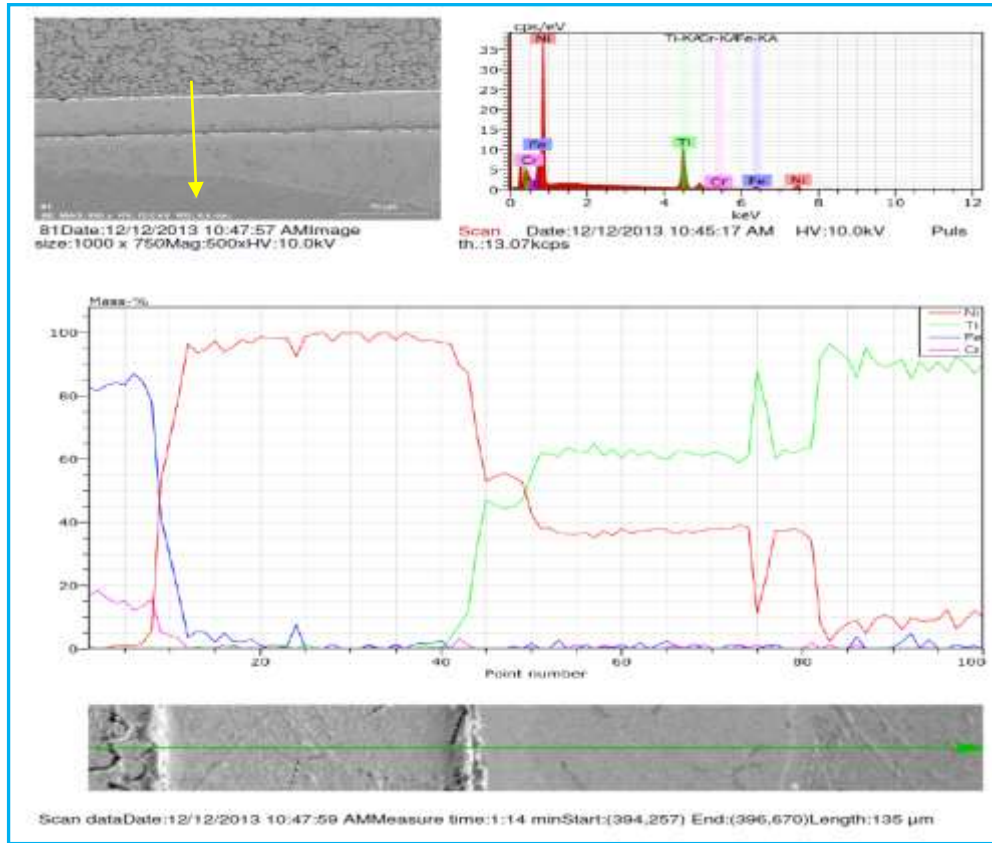 cps/eV
Ni
Ti-KA
Cr-KA
Fe-KA
35
30
25
20
15
10
5
0
Fe
Cr
Ti
Cr
Fe
Ni
0
2
4
6
8
10
12
keV
81Date:12/12/2013 10:47:57 AMImage
size:1000 x 750Mag:500xHV:10.0kV
Scan Date:12/12/2013 10:45:17 AM HV:10.0kV Puls
th.:13.07kcps
Mass-%
Ni
Ti
Fe
Cr
100
80
60
40
20
0
20
40
60
80
100
Point number
Scan dataDate:12/12/2013 10:47:59 AMMeasure time:1:14 minStart:(394,257) End:(396,670)Length:135 µm